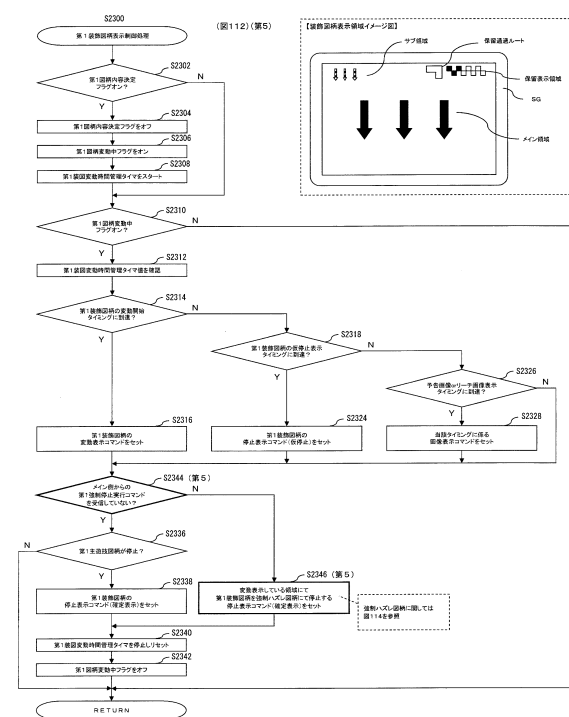 (図112)(第5)
S2300
第1装飾図柄表示制御処理
S2302
第1図柄内容決定
フラグオン?
N
Y
S2304
第1図柄内容決定フラグをオフ
S2306
第1図柄変動中フラグをオン
S2308
第1装図変動時間管理タイマをスタート
S2310
第1図柄変動中
フラグオン?
N
Y
S2312
第1装図変動時間管理タイマ値を確認
S2314
第1装飾図柄の変動開始
タイミングに到達?
N
Y
S2318
第1装飾図柄の仮停止表示
タイミングに到達?
N
Y
S2326
予告画像orリーチ画像表示
タイミングに到達?
N
Y
S2316
第1装飾図柄の
変動表示コマンドをセット
S2324
第1装飾図柄の
停止表示コマンド(仮停止)をセット
S2328
当該タイミングに係る
画像表示コマンドをセット
S2344 (第5)
メイン側からの
第1強制停止実行コマンド
を受信していない?
N
Y
S2336
第1主遊技図柄が停止?
N
Y
S2338
第1装飾図柄の
停止表示コマンド(確定表示)をセット
S2346 (第5)
変動表示している領域にて
第1装飾図柄を強制ハズレ図柄にて停止する
停止表示コマンド(確定表示)をセット
強制ハズレ図柄に関しては
図114を参照
S2340
第1装図変動時間管理タイマを停止しリセット
S2342
第1図柄変動中フラグをオフ
RETURN
【装飾図柄表示領域イメージ図】
サブ領域
保留通過ルート
保留表示領域
SG
メイン領域